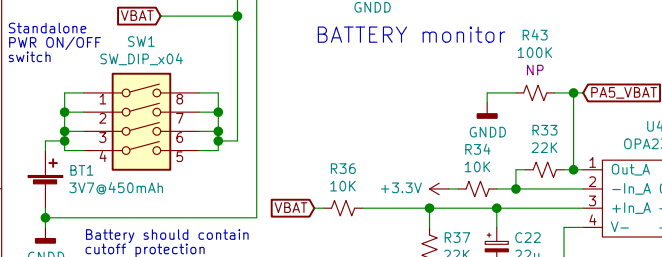 GNDD
VBAT
Standalone
PWR ON/OFF
switch
SW1
SW_DIP_x04
1
2
3
4
8
7
6
5
+
BT1
3V7@450mAh
Battery should contain
cutoff protection
GNDD
BATTERY monitor
R43
100K
NP
PA5_VBAT
GNDD
R33
22K
R34
10K
+3.3V
R36
10K
VBAT
1
2
3
4
Out_A
-In_A
+In_A
V-
R37
22K
+
C22